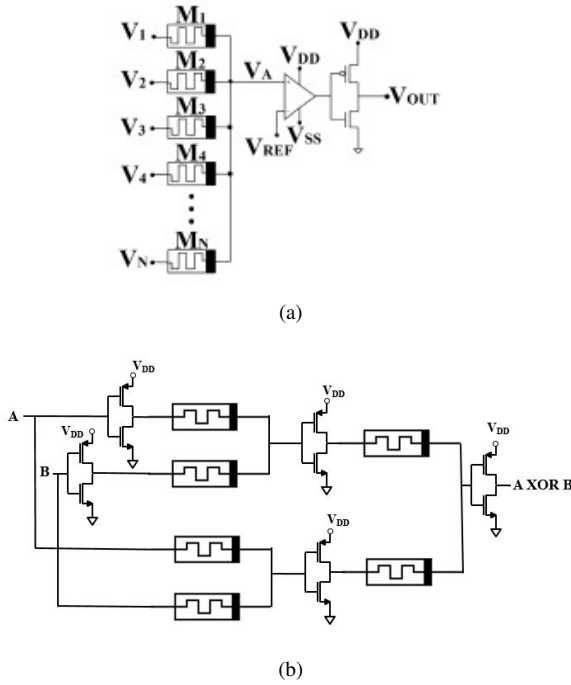 M1
V1
M2
V2
M3
V3
M4
V4
MN
VN
VA
VDD
VREF
VSS
VDD
VOUT
(a)
A
VDD
B
VDD
VDD
VDD
VDD
A XOR B
(b)